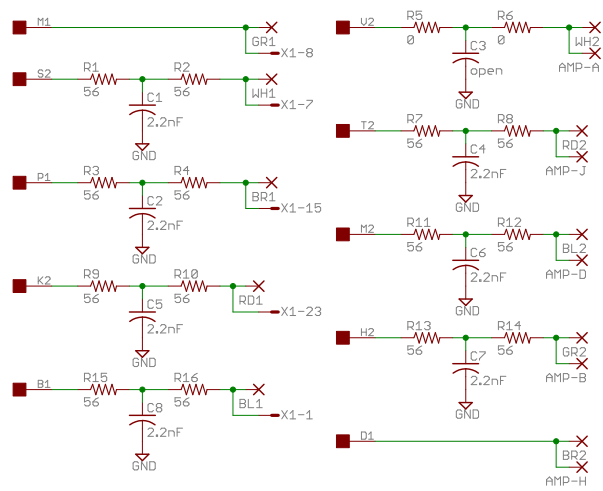 M1
GR1
X1-8
S2 R1 R2
56 56 WH1
C1 X1-7
2.2nF
GND
P1 R3 R4
56 56 BR1
C2 X1-15
2.2nF
GND
K2 R9 R10
56 56 RD1
C5 X1-23
2.2nF
GND
B1 R15 R16
56 56 BL1
C8 X1-1
2.2nF
GND
V2 R5 R6
0 0 WH2
C3
open AMP-A
GND
T2 R7 R8
56 56 RD2
C4
2.2nF AMP-J
GND
M2 R11 R12
56 56 BL2
C6
2.2nF AMP-D
GND
H2 R13 R14
56 56 GR2
C7
2.2nF AMP-B
GND
D1
BR2
AMP-H